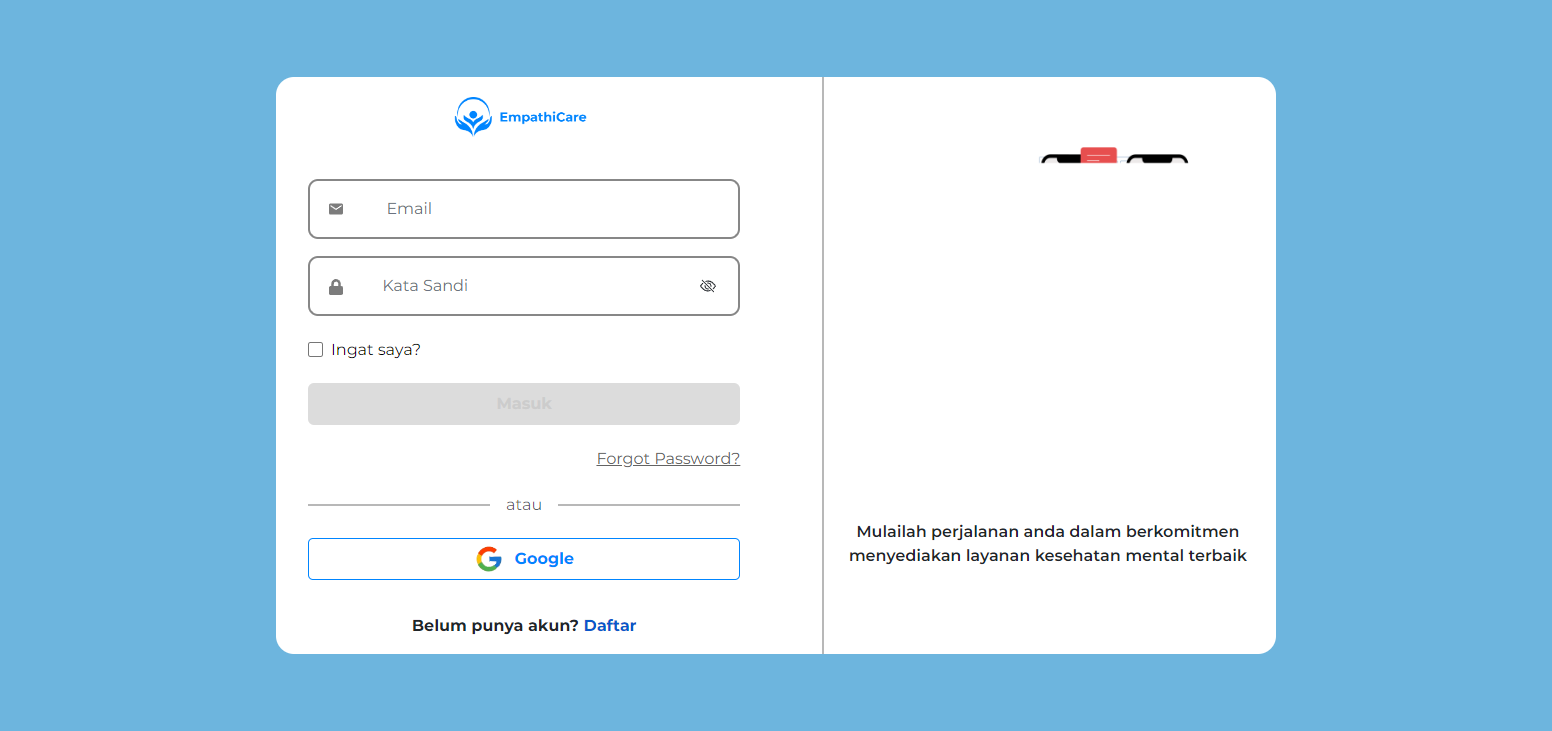 EmpathiCare
Email
Kata Sandi
Ingat saya?
Masuk
Forgot Password?
atau
Google
Belum punya akun? Daftar
Mulailah perjalanan anda dalam berkomitmen
menyediakan layanan kesehatan mental terbaik